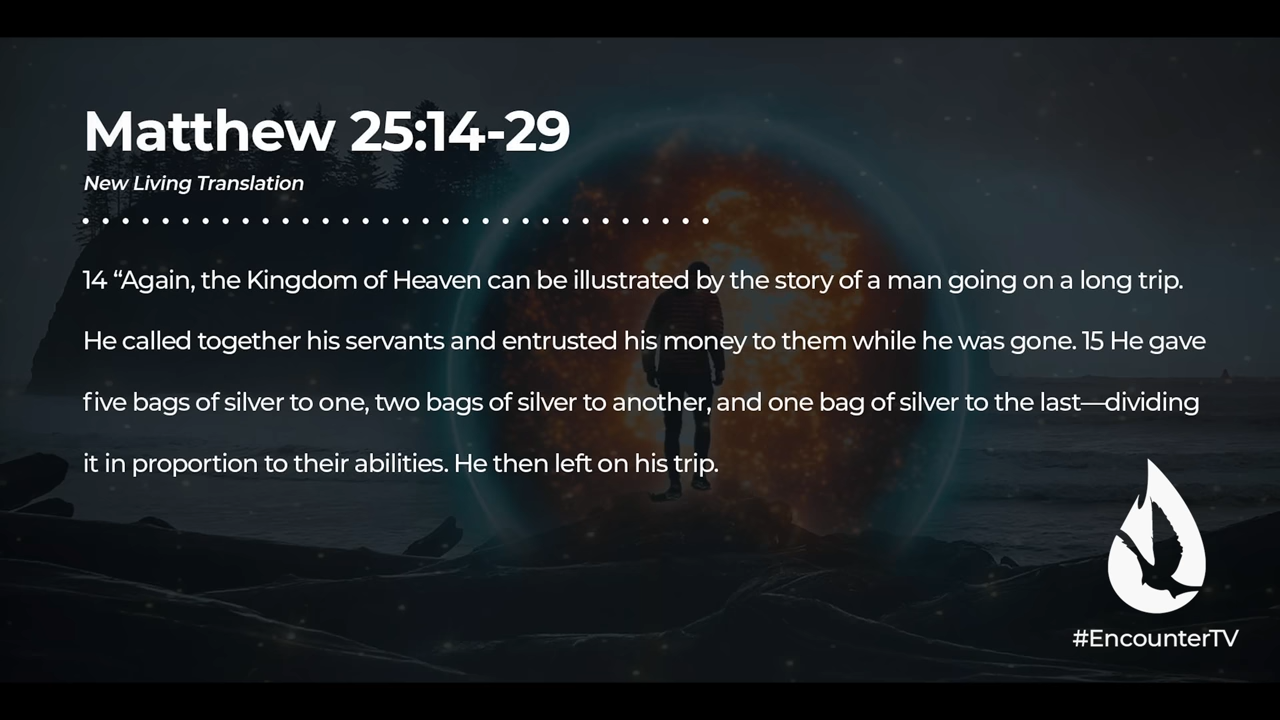 Matthew 25:14-29
New Living Translation
14 “Again, the Kingdom of Heaven can be illustrated by the story of a man going on a long trip.
He called together his servants and entrusted his money to them while he was gone. 15 He gave
five bags of silver to one, two bags of silver to another, and one bag of silver to the last—dividing
it in proportion to their abilities. He then left on his trip.
#EncounterTV